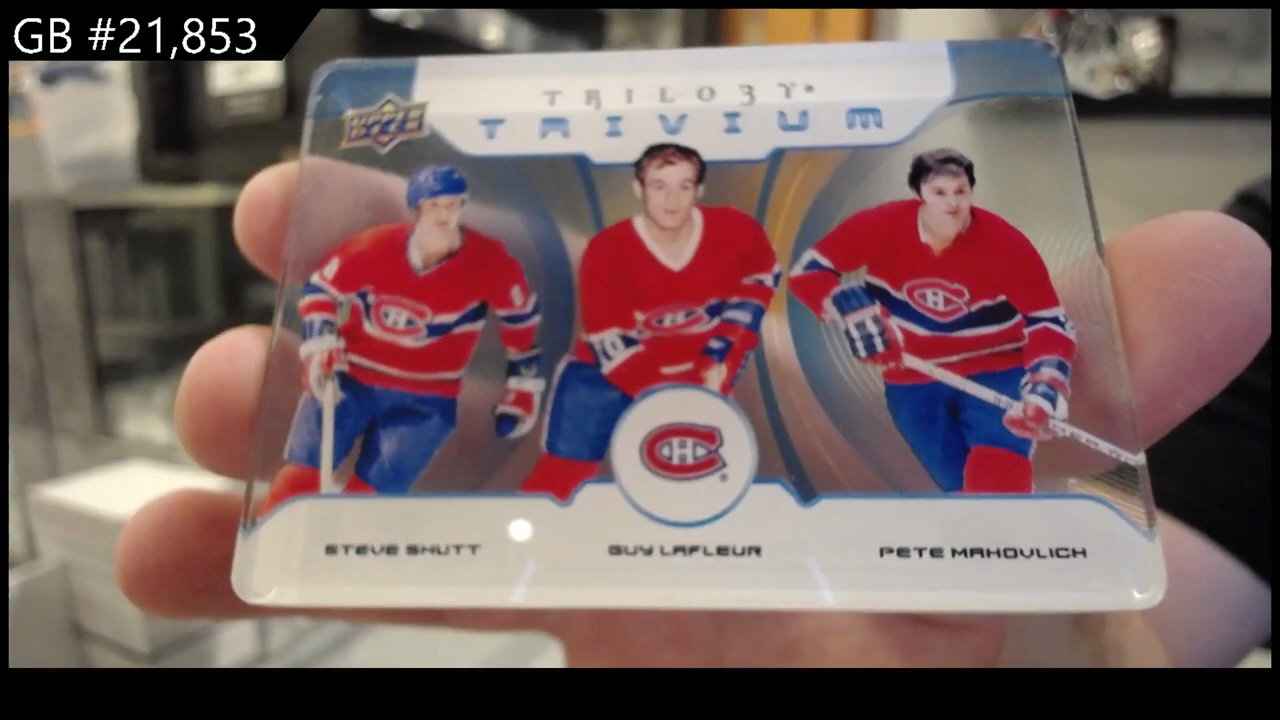 GB #21,853
TRILOGY
TRIVIUM
UPPER DECK
STEVE SHUTT
GUY LAFLEUR
PETE MAHOVLICH